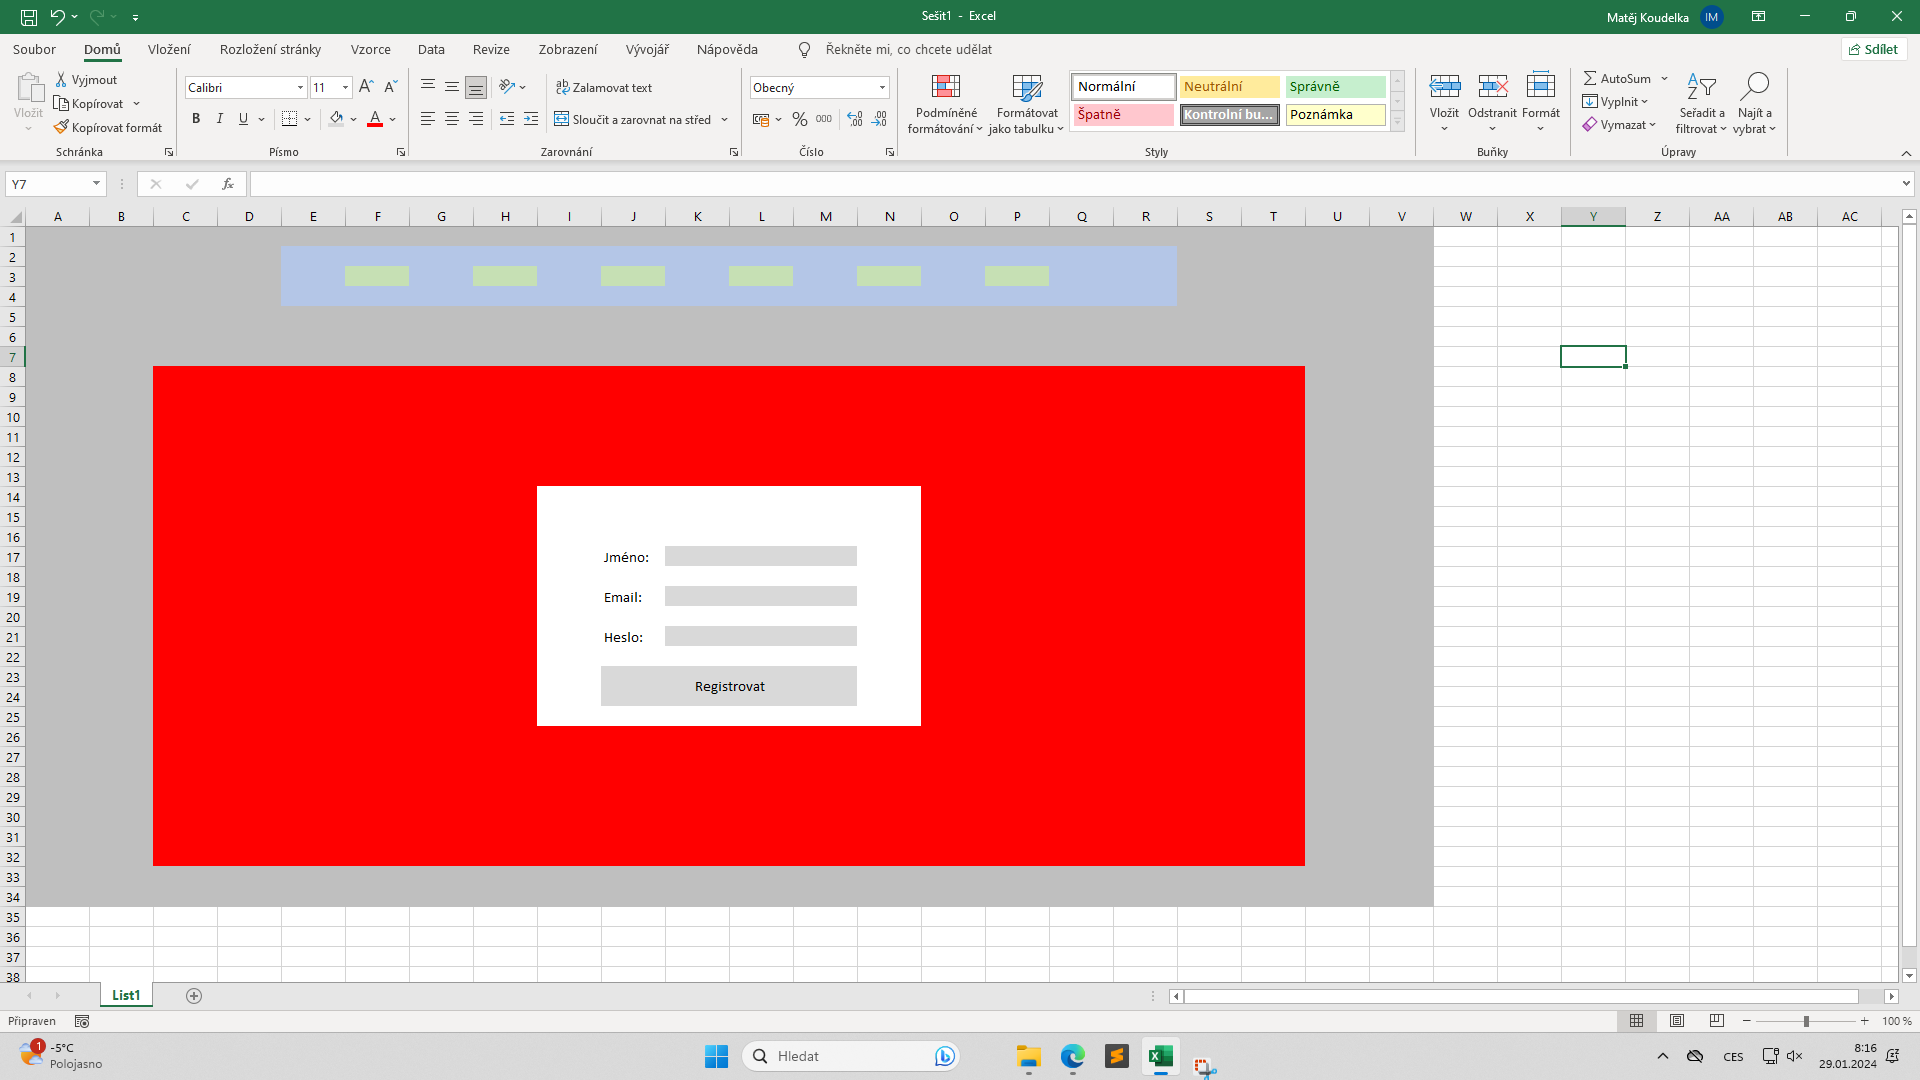 Sešit1 - Excel
Matěj Koudelka IM
Soubor Domů Vložení Rozložení stránky Vzorce Data Revize Zobrazení Vývojář Nápověda Řekněte mi, co chcete udělat Sdílet
Vložit
Vyjmout
Kopírovat
Kopírovat formát
Schránka
Calibri 11
B I U A
Písmo
Zalamovat text
Sloučit a zarovnat na střed
Zarovnání
Obecný
% 000
Číslo
Podmíněné formátování
Formátovat jako tabulku
Normální Neutrální Správně
Špatně Kontrolní bu... Poznámka
Styly
Vložit Odstranit Formát
Buňky
AutoSum
Vyplnit
Vymazat
Seřadit a filtrovat
Najít a vybrat
Úpravy
Y7
fx
A B C D E F G H I J K L M N O P Q R S T U V W X Y Z AA AB AC
1
2
3
4
5
6
7
8
9
10
11
12
13
14
15
16
17
18
19
20
21
22
23
24
25
26
27
28
29
30
31
32
33
34
35
36
37
38
Jméno:
Email:
Heslo:
Registrovat
List1
Připraven
100 %
1
-5°C
Polojasno
Hledat
CES
8:16
29.01.2024